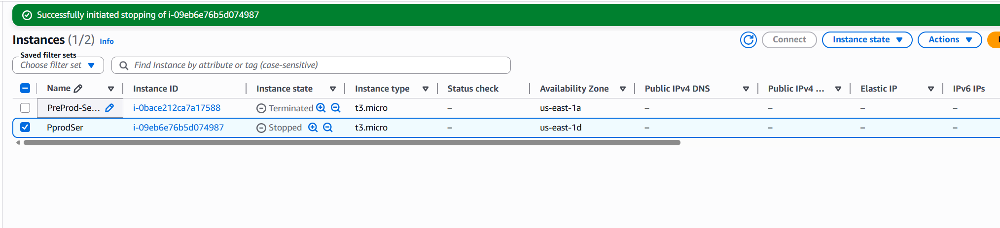 Successfully initiated stopping of i-09eb6e76b5d074987
Instances (1/2) Info
Connect
Instance state
Actions
Saved filter sets
Choose filter set
Find Instance by attribute or tag (case-sensitive)
Name Instance ID Instance state Instance type Status check Availability Zone Public IPv4 DNS Public IPv4 ... Elastic IP IPv6 IPs
PreProd-Se... i-0bace212ca7a17588 Terminated t3.micro – us-east-1a – – – –
PprodSer i-09eb6e76b5d074987 Stopped t3.micro – us-east-1d – – – –